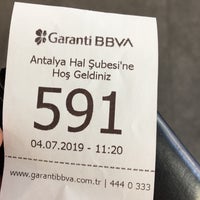 Garanti BBVA
Antalya Hal Şubesi'ne
Hoş Geldiniz
591
04.07.2019 - 11:20
www.garantibbva.com.tr | 444 0 333